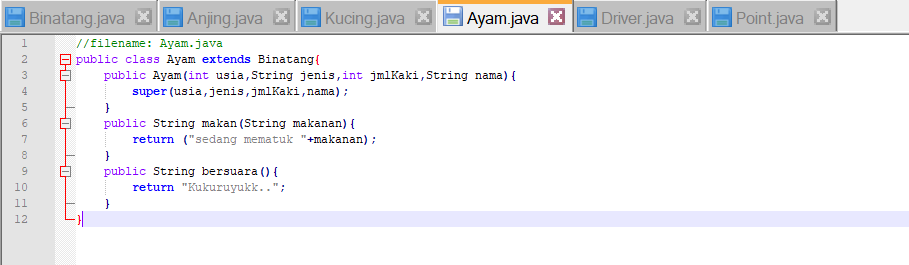 Binatang.java Anjing.java Kucing.java Ayam.java Driver.java Point.java
1 //filename: Ayam.java
2 public class Ayam extends Binatang{
3 public Ayam(int usia,String jenis,int jmlKaki,String nama){
4 super(usia,jenis,jmlKaki,nama);
5 }
6 public String makan(String makanan){
7 return ("sedang mematuk "+makanan);
8 }
9 public String bersuara(){
10 return "Kukuruyukk..";
11 }
12 }